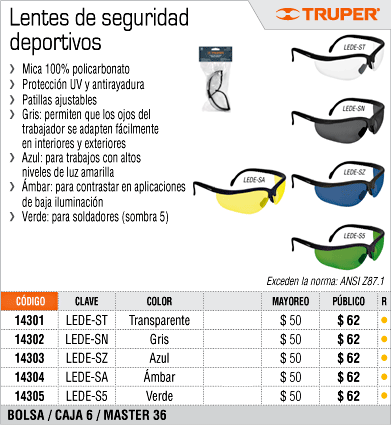 Lentes de seguridad
deportivos
TRUPER
❯ Mica 100% policarbonato
❯ Protección UV y antirayadura
❯ Patillas ajustables
❯ Gris: permiten que los ojos del
trabajador se adapten fácilmente
en interiores y exteriores
❯ Azul: para trabajos con altos
niveles de luz amarilla
❯ Ámbar: para contrastar en aplicaciones
de baja iluminación
❯ Verde: para soldadores (sombra 5)
LEDE-ST
LEDE-SN
LEDE-SA
LEDE-SZ
LEDE-S5
Exceden la norma: ANSI Z87.1
CÓDIGO CLAVE COLOR MAYOREO PÚBLICO R
14301 LEDE-ST Transparente $ 50 $ 62
14302 LEDE-SN Gris $ 50 $ 62
14303 LEDE-SZ Azul $ 50 $ 62
14304 LEDE-SA Ámbar $ 50 $ 62
14305 LEDE-S5 Verde $ 50 $ 62
BOLSA / CAJA 6 / MASTER 36